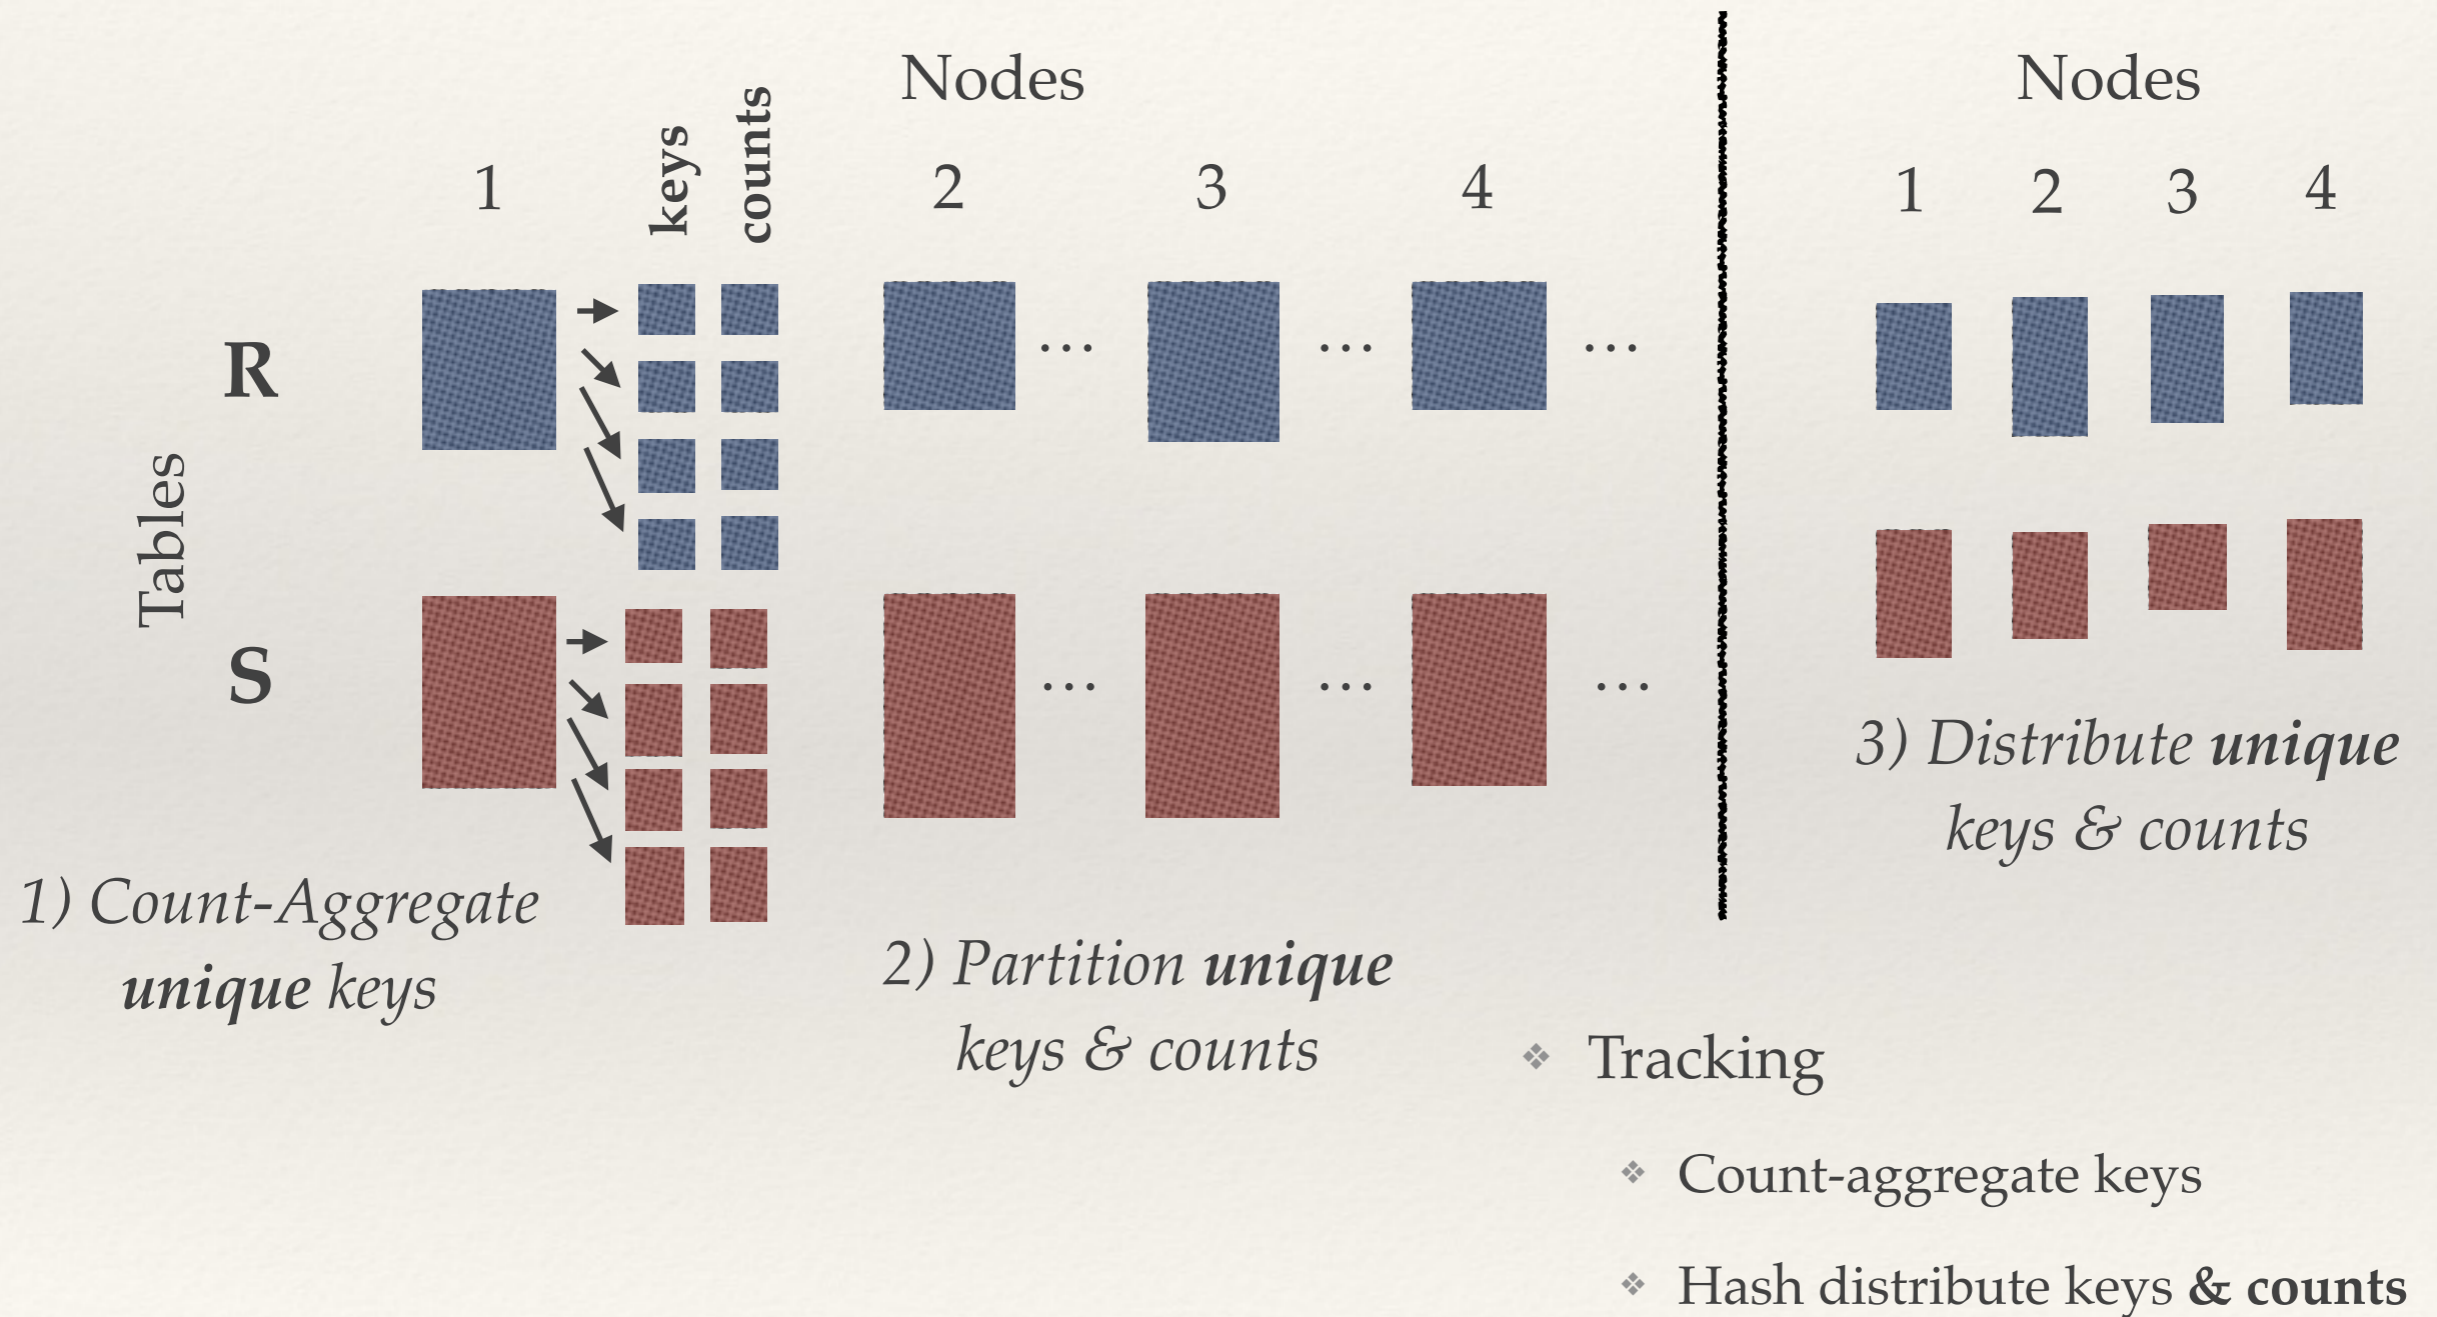 Nodes
keys
counts
1
2
3
4
R
Tables
S
…
…
…
…
…
…
1) Count-Aggregate
unique keys
2) Partition unique
keys & counts
Nodes
1
2
3
4
3) Distribute unique
keys & counts
❖ Tracking
❖ Count-aggregate keys
❖ Hash distribute keys & counts